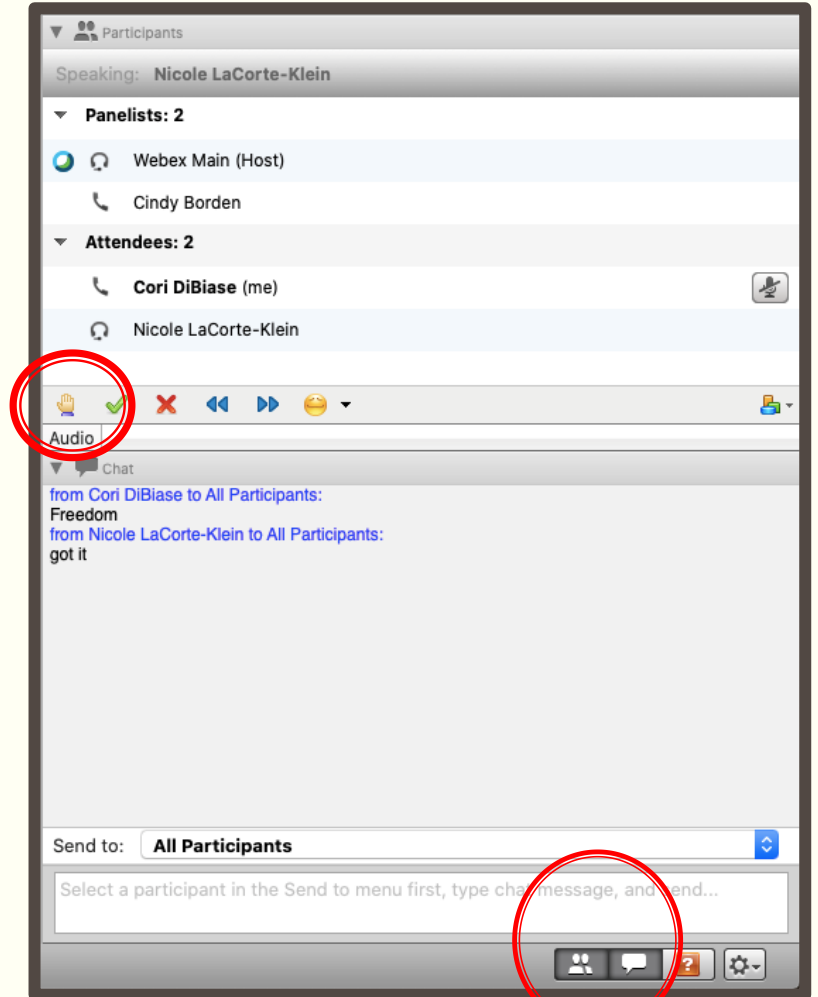 Participants
Speaking: Nicole LaCorte-Klein
Panelists: 2
Webex Main (Host)
Cindy Borden
Attendees: 2
Cori DiBiase (me)
Nicole LaCorte-Klein
Audio
Chat
from Cori DiBiase to All Participants:
Freedom
from Nicole LaCorte-Klein to All Participants:
got it
Send to: All Participants
Select a participant in the Send to menu first, type chat message, and send...
?